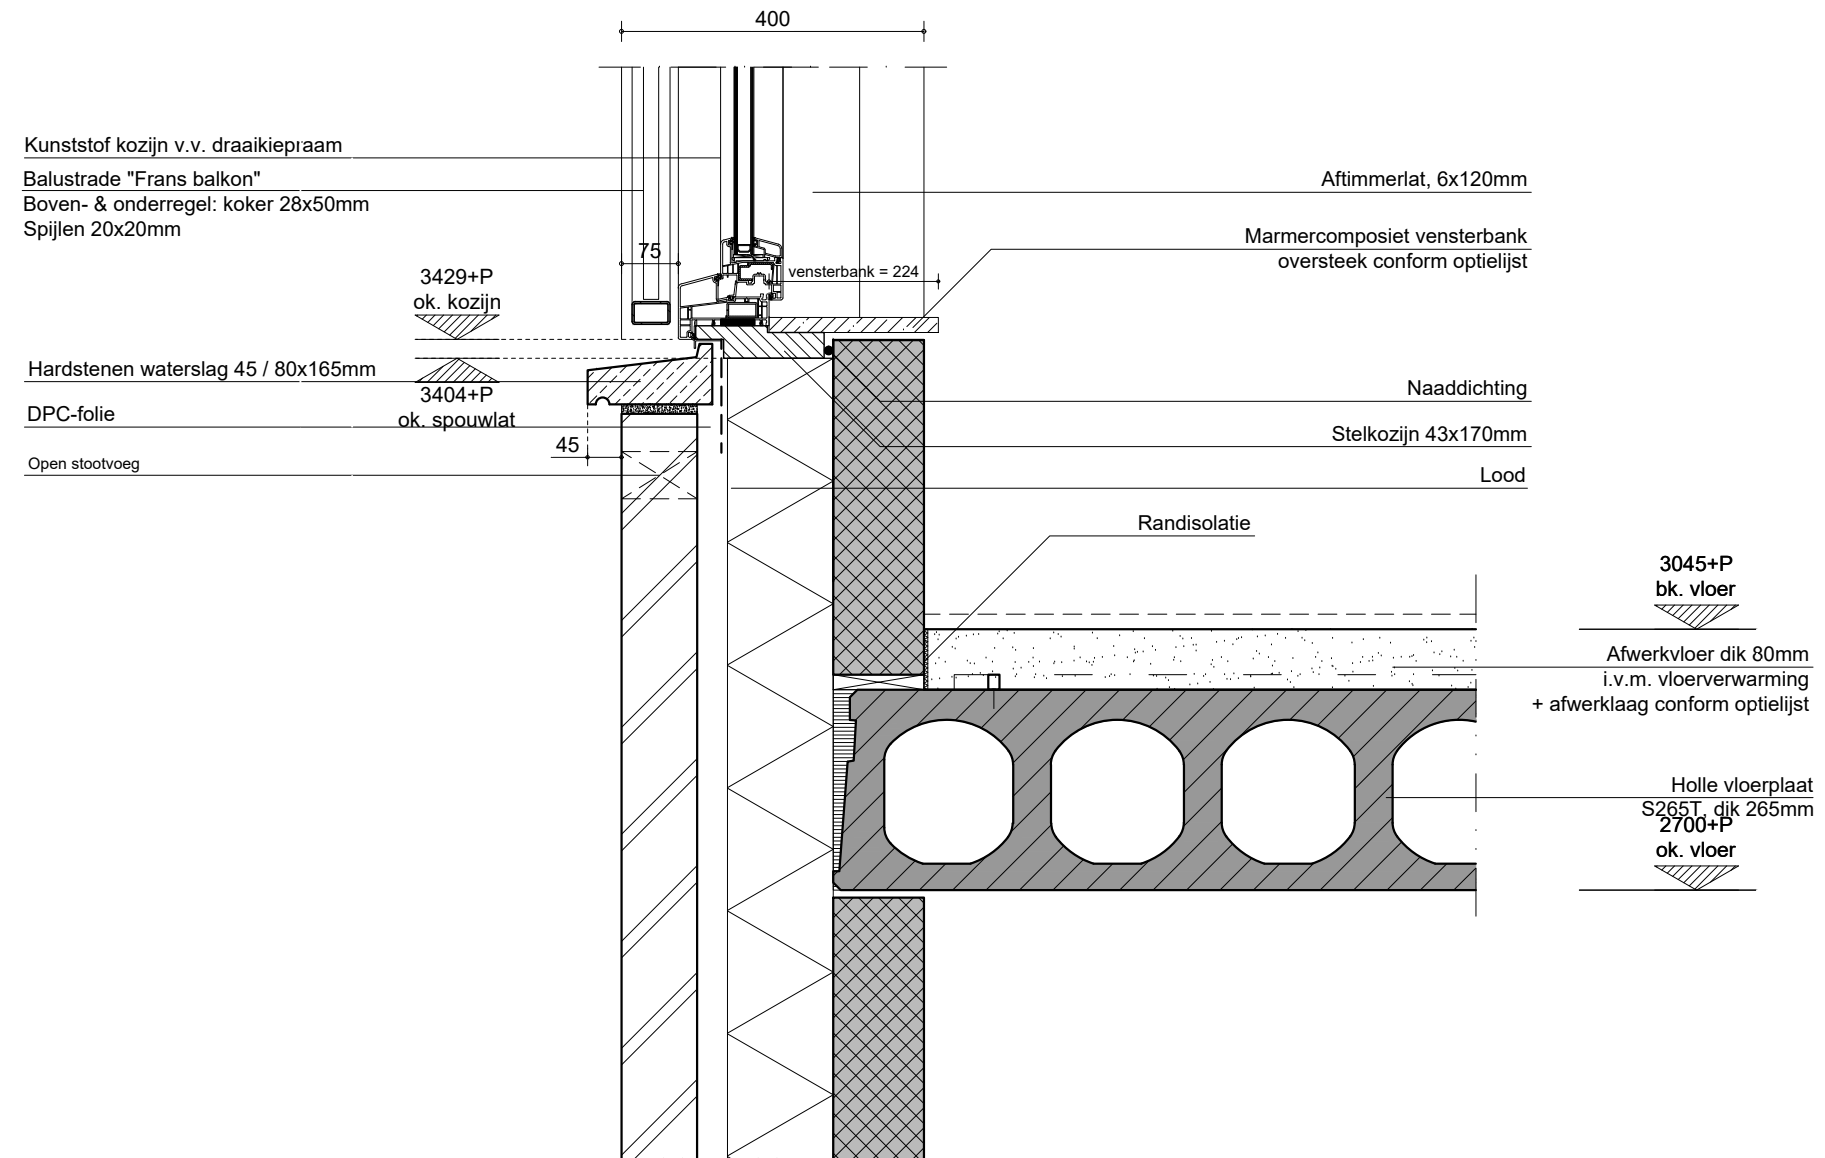 400
Kunststof kozijn v.v. draaikiepraam
Balustrade "Frans balkon"
Boven- & onderregel: koker 28x50mm
Spijlen 20x20mm
75
3429+P
ok. kozijn
Hardstenen waterslag 45 / 80x165mm
3404+P
ok. spouwlat
DPC-folie
45
Open stootvoeg
vensterbank = 224
Aftimmerlat, 6x120mm
Marmercomposiet vensterbank
oversteek conform optielijst
Naaddichting
Stelkozijn 43x170mm
Lood
Randisolatie
3045+P
bk. vloer
Afwerkvloer dik 80mm
i.v.m. vloerverwarming
+ afwerklaag conform optielijst
Holle vloerplaat
S265T, dik 265mm
2700+P
ok. vloer